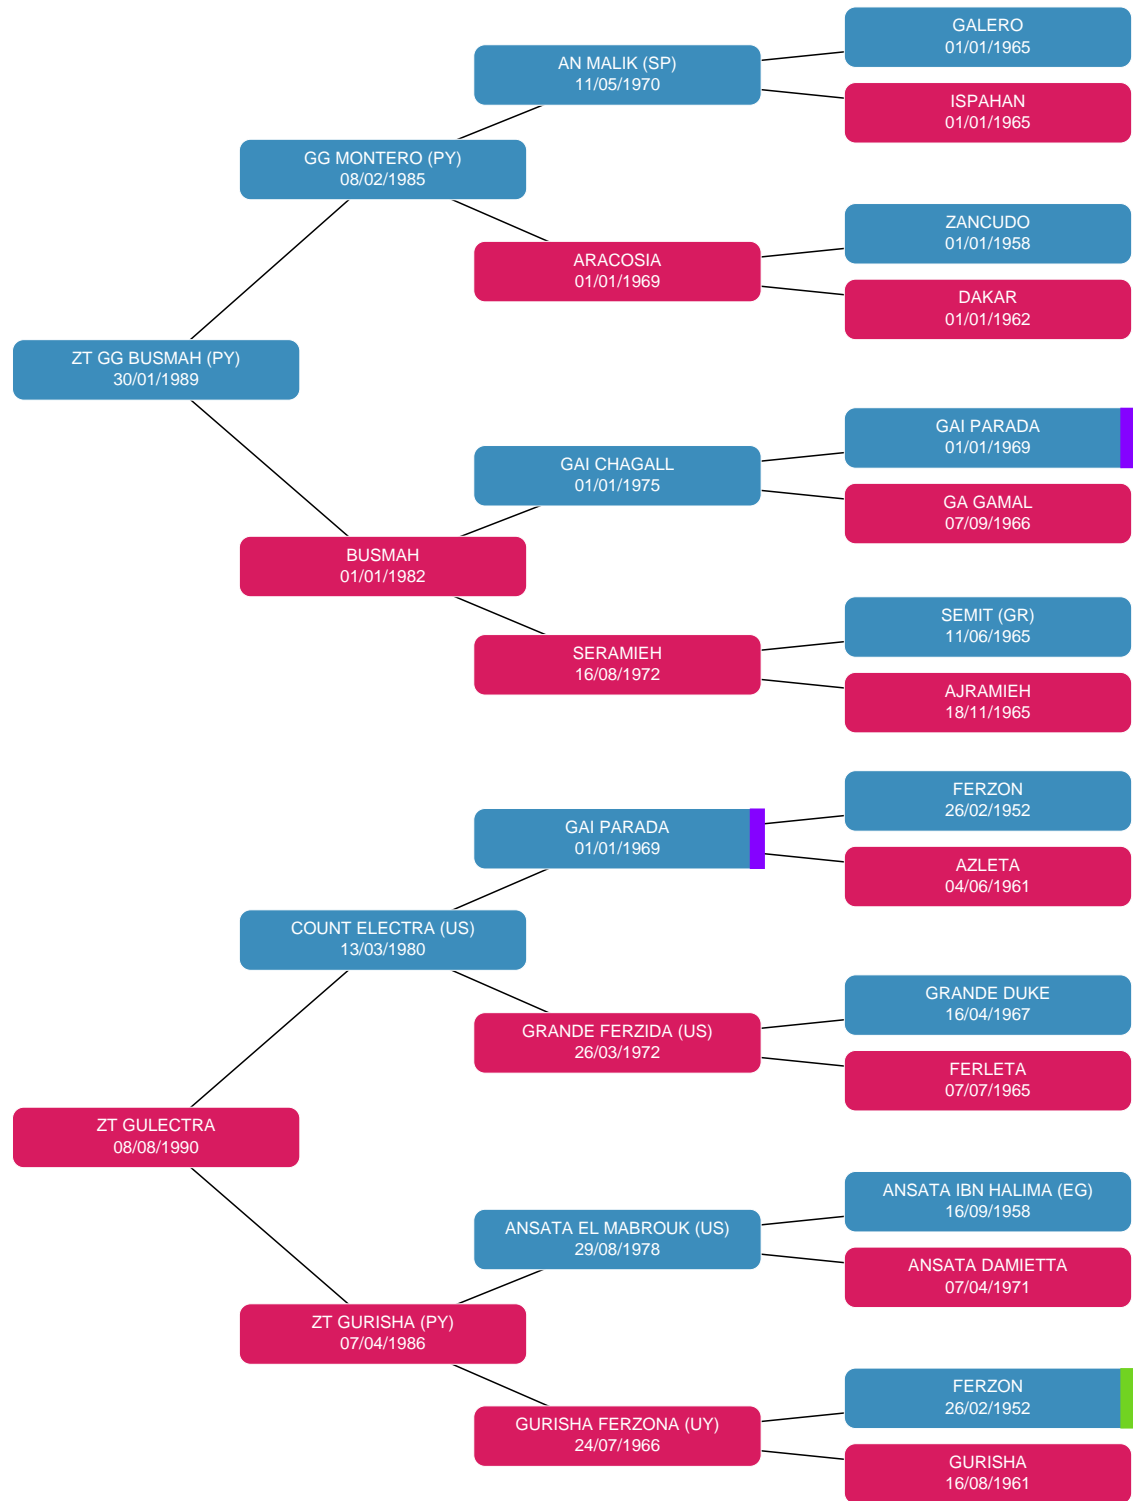 GALERO
01/01/1965
AN MALIK (SP)
11/05/1970
ISPAHAN
01/01/1965
GG MONTERO (PY)
08/02/1985
ZANCUDO
01/01/1958
ARACOSIA
01/01/1969
DAKAR
01/01/1962
ZT GG BUSMAH (PY)
30/01/1989
GAI PARADA
01/01/1969
GAI CHAGALL
01/01/1975
GA GAMAL
07/09/1966
BUSMAH
01/01/1982
SEMIT (GR)
11/06/1965
SERAMIEH
16/08/1972
AJRAMIEH
18/11/1965
FERZON
26/02/1952
GAI PARADA
01/01/1969
AZLETA
04/06/1961
COUNT ELECTRA (US)
13/03/1980
GRANDE DUKE
16/04/1967
GRANDE FERZIDA (US)
26/03/1972
FERLETA
07/07/1965
ZT GULECTRA
08/08/1990
ANSATA IBN HALIMA (EG)
16/09/1958
ANSATA EL MABROUK (US)
29/08/1978
ANSATA DAMIETTA
07/04/1971
ZT GURISHA (PY)
07/04/1986
FERZON
26/02/1952
GURISHA FERZONA (UY)
24/07/1966
GURISHA
16/08/1961